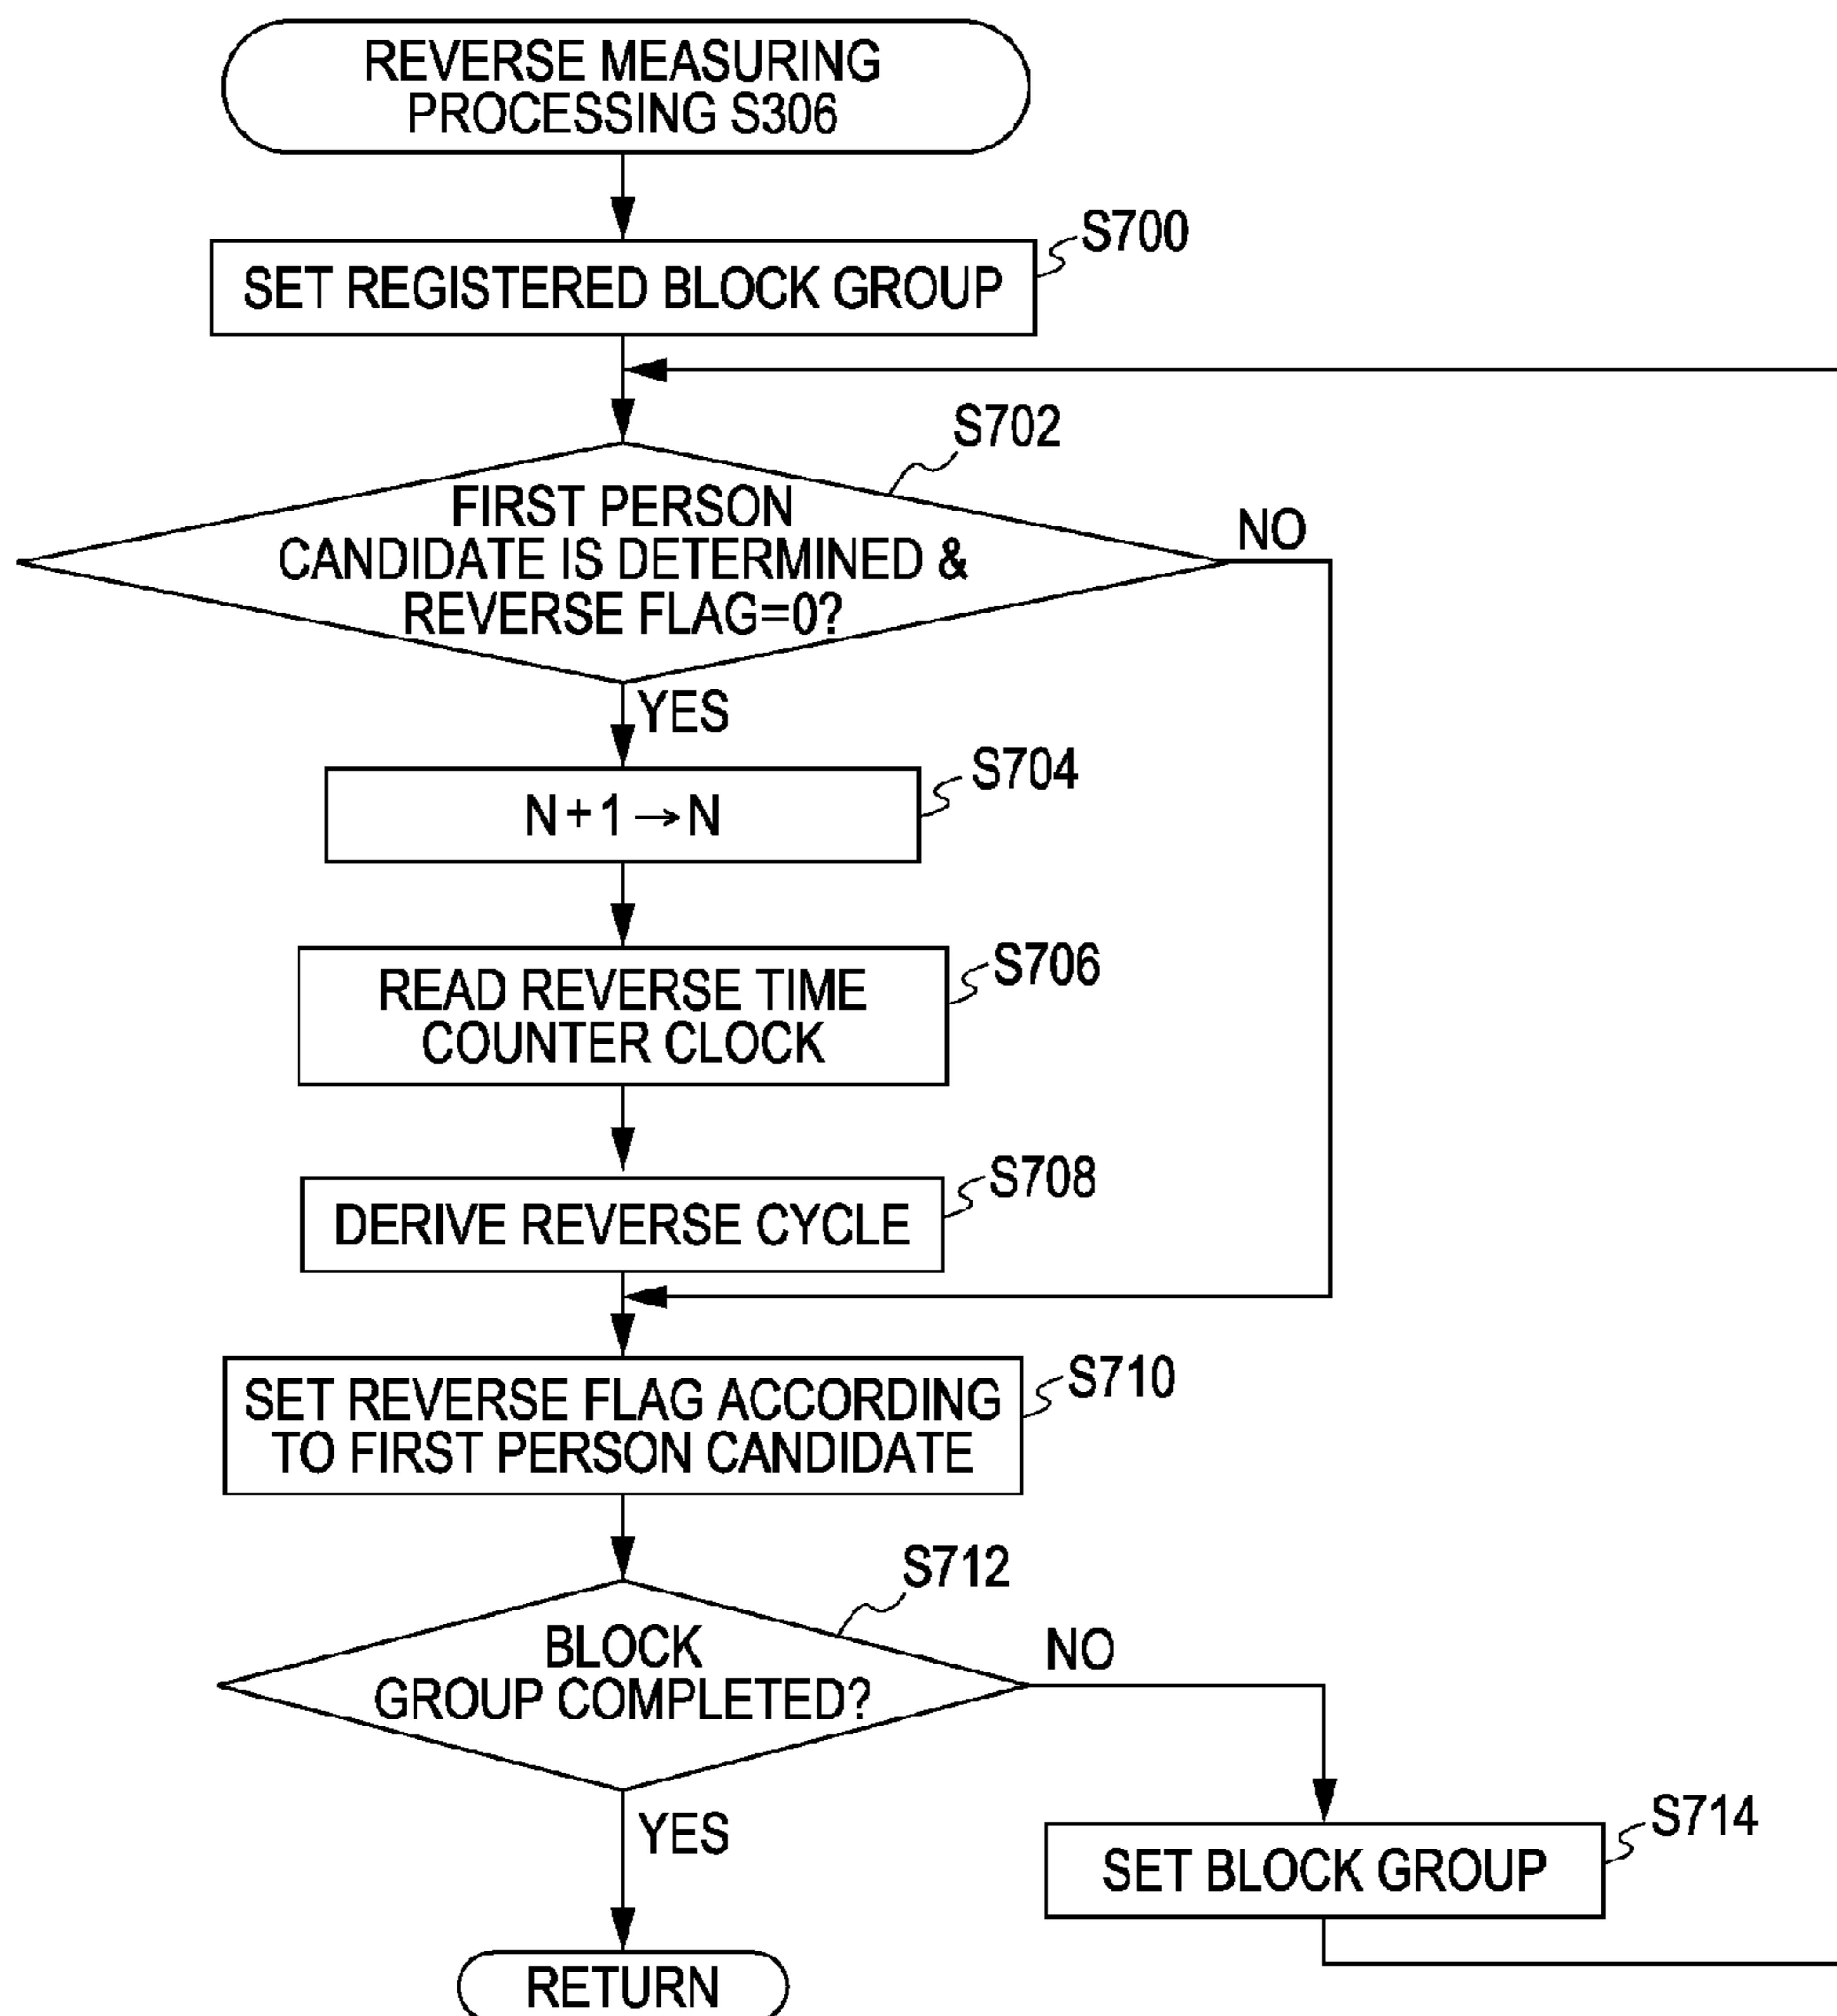 REVERSE MEASURING
PROCESSING S306
S700
SET REGISTERED BLOCK GROUP
S702
FIRST PERSON
CANDIDATE IS DETERMINED &
REVERSE FLAG=0?
NO
YES
S704
N+1→N
S706
READ REVERSE TIME
COUNTER CLOCK
S708
DERIVE REVERSE CYCLE
S710
SET REVERSE FLAG ACCORDING
TO FIRST PERSON CANDIDATE
S712
BLOCK
GROUP COMPLETED?
NO
YES
S714
SET BLOCK GROUP
RETURN